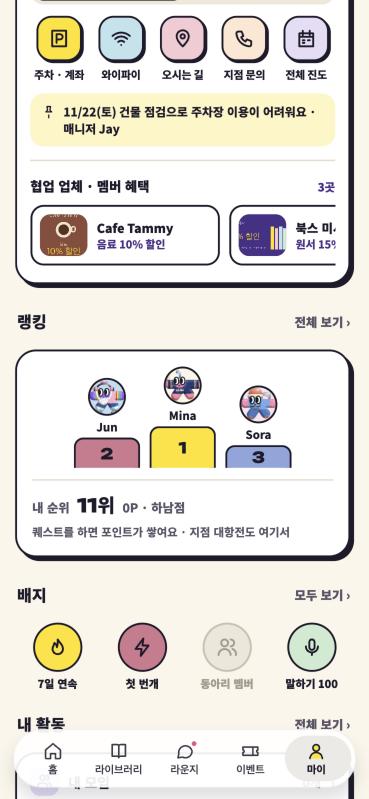 주차 · 계좌
와이파이
오시는 길
지점 문의
전체 진도
11/22(토) 건물 점검으로 주차장 이용이 어려워요 ·
매니저 Jay
협업 업체 · 멤버 혜택
3곳
10% 할인
Cafe Tammy
음료 10% 할인
% 할인
북스 미
원서 15%
랭킹
전체 보기 ›
Jun
Mina
Sora
2
1
3
내 순위 11위 0P · 하남점
퀘스트를 하면 포인트가 쌓여요 · 지점 대항전도 여기서
배지
모두 보기 ›
7일 연속
첫 번개
동아리 멤버
말하기 100
내 활동
전체 보기 ›
내 모임
홈
라이브러리
라운지
이벤트
마이